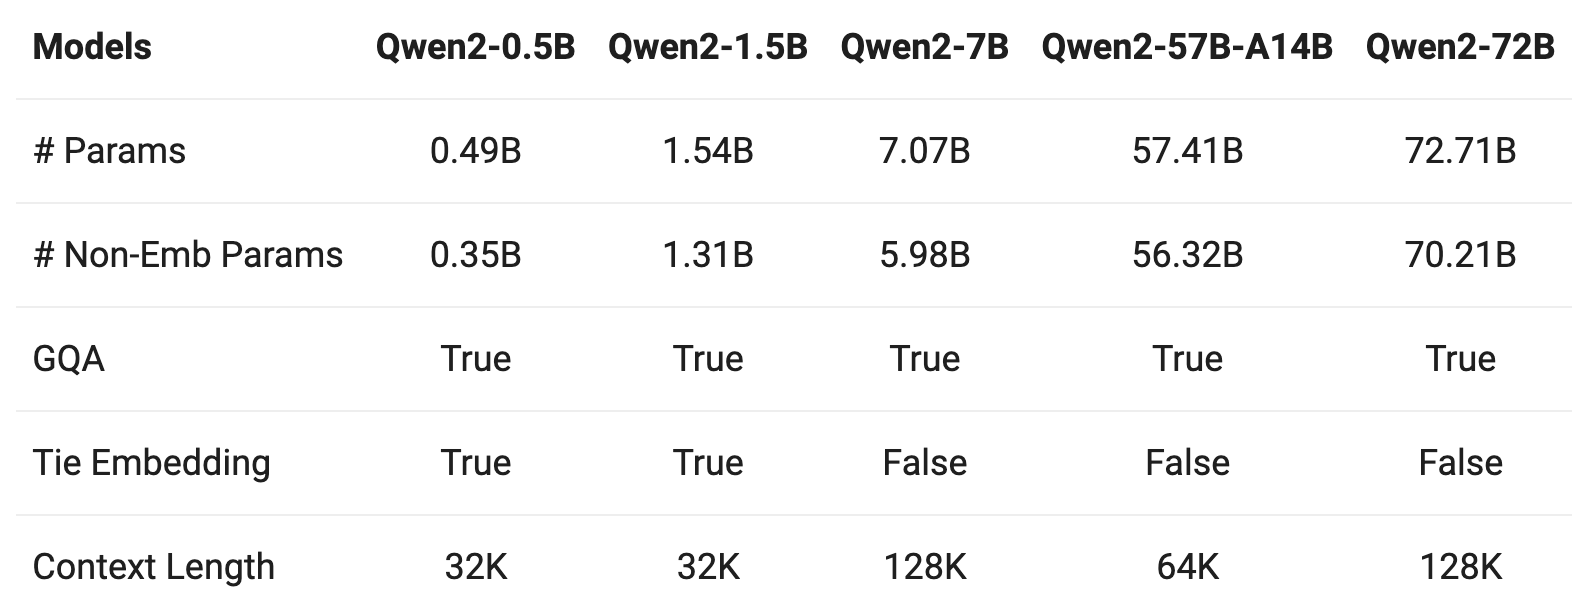 Models Qwen2-0.5B Qwen2-1.5B Qwen2-7B Qwen2-57B-A14B Qwen2-72B
# Params 0.49B 1.54B 7.07B 57.41B 72.71B
# Non-Emb Params 0.35B 1.31B 5.98B 56.32B 70.21B
GQA True True True True True
Tie Embedding True True False False False
Context Length 32K 32K 128K 64K 128K